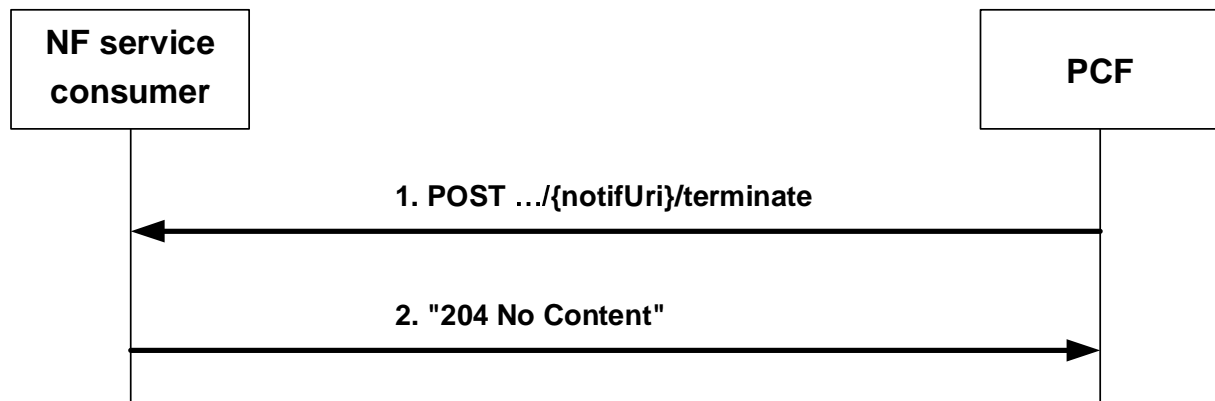 NF service
consumer
PCF
1. POST …/{notifUri}/terminate
2. "204 No Content"